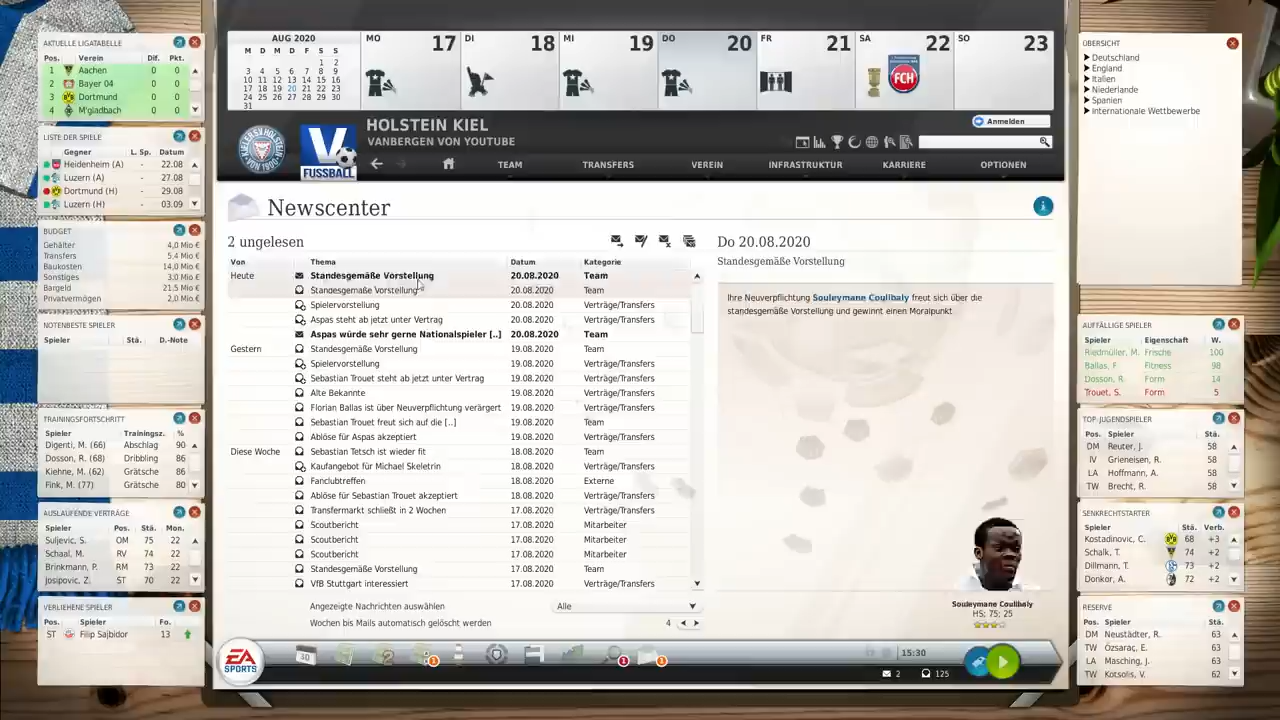 AKTUELLE LIGATABELLE
Pos. Verein Dif. Pkt.
1 Aachen 0 0
2 Bayer 04 0 0
3 Dortmund 0 0
4 M'gladbach 0 0
LISTE DER SPIELE
Gegner L. Sp. Datum
Heidenheim (A) - 22.08
Luzern (A) - 27.08
Dortmund (H) - 29.08
Luzern (H) - 03.09
BUDGET
Gehälter 4,0 Mio €
Transfers 5.4 Mio €
Baukosten 14,0 Mio €
Sonstiges 3.0 Mio €
Bargeld 21,5 Mio €
Privatvermögen 2,0 Mio €
NOTENBESTE SPIELER
Spieler Stä. D.-Note
TRAININGSFORTSCHRITT
Spieler Trainingsz. %
Digenti, M. (66) Abschlag 90
Dosson, R. (68) Dribbling 86
Kiehne, M. (62) Grätsche 86
Fink, M. (77) Grätsche 80
AUSLAUFENDE VERTRÄGE
Spieler Pos. Stä. Mon.
Suljevic, S. OM 75 22
Schaal, M. RV 74 22
Brinkmann, P. RM 73 22
Josipovic, Z. ST 70 22
VERLIEHENE SPIELER
Pos. Spieler Fo.
ST Filip Sajbidor 13
AUG 2020
M D M D F S S
1 2
3 4 5 6 7 8 9
10 11 12 13 14 15 16
17 18 19 20 21 22 23
24 25 26 27 28 29 30
31
MO 17
DI 18
MI 19
DO 20
FR 21
SA 22
FCH
SO 23
V
FUSSBALL
HOLSTEIN KIEL
VANBERGEN VON YOUTUBE
Anmelden
TEAM TRANSFERS VEREIN INFRASTRUKTUR KARRIERE OPTIONEN
Newscenter
2 ungelesen
Von Thema Datum Kategorie
Heute Standesgemäße Vorstellung 20.08.2020 Team
Standesgemäße Vorstellung 20.08.2020 Team
Spielervorstellung 20.08.2020 Verträge/Transfers
Aspas steht ab jetzt unter Vertrag 20.08.2020 Verträge/Transfers
Aspas würde sehr gerne Nationalspieler [..] 20.08.2020 Team
Gestern Standesgemäße Vorstellung 19.08.2020 Team
Spielervorstellung 19.08.2020 Verträge/Transfers
Sebastian Trouet steht ab jetzt unter Vertrag 19.08.2020 Verträge/Transfers
Alte Bekannte 19.08.2020 Verträge/Transfers
Florian Ballas ist über Neuverpflichtung verärgert 19.08.2020 Verträge/Transfers
Sebastian Trouet freut sich auf die [..] 19.08.2020 Verträge/Transfers
Ablöse für Aspas akzeptiert 19.08.2020 Verträge/Transfers
Diese Woche Sebastian Tetsch ist wieder fit 18.08.2020 Team
Kaufangebot für Michael Skeletrin 18.08.2020 Verträge/Transfers
Fanclubtreffen 18.08.2020 Externe
Ablöse für Sebastian Trouet akzeptiert 18.08.2020 Verträge/Transfers
Transfermarkt schließt in 2 Wochen 18.08.2020 Verträge/Transfers
Scoutbericht 17.08.2020 Mitarbeiter
Scoutbericht 17.08.2020 Mitarbeiter
Scoutbericht 17.08.2020 Mitarbeiter
Standesgemäße Vorstellung 17.08.2020 Team
VfB Stuttgart interessiert 17.08.2020 Verträge/Transfers
Angezeigte Nachrichten auswählen Alle
Wochen bis Mails automatisch gelöscht werden 4
Do 20.08.2020
Standesgemäße Vorstellung
Ihre Neuverpflichtung Souleymane Coulibaly freut sich über die
standesgemäße Vorstellung und gewinnt einen Moralpunkt
Souleymane Coulibaly
HS; 75; 25
EA
SPORTS
30
1
1
1
15:30
2 125
ÜBERSICHT
Deutschland
England
Italien
Niederlande
Spanien
Internationale Wettbewerbe
AUFFÄLLIGE SPIELER
Spieler Eigenschaft W.
Riedmüller, M. Frische 100
Ballas, F Fitness 98
Dosson, R. Form 14
Trouet, S. Form 5
TOP-JUGENDSPIELER
Pos. Spieler Stä.
DM Reuter, J. 58
IV Grieneisen, R. 58
LA Hoffmann, A. 58
TW Brecht, R. 58
SENKRECHTSTARTER
Spieler Stä. Verb.
Kostadinovic, C. 68 +3
Schalk, T. 74 +2
Dillmann, T. 73 +2
Donkor, A. 72 +2
RESERVE
Pos. Spieler Stä.
DM Neustädter, R. 63
TW Özsaraç, E. 63
LA Masching, J. 63
TW Kotsolis, V. 62